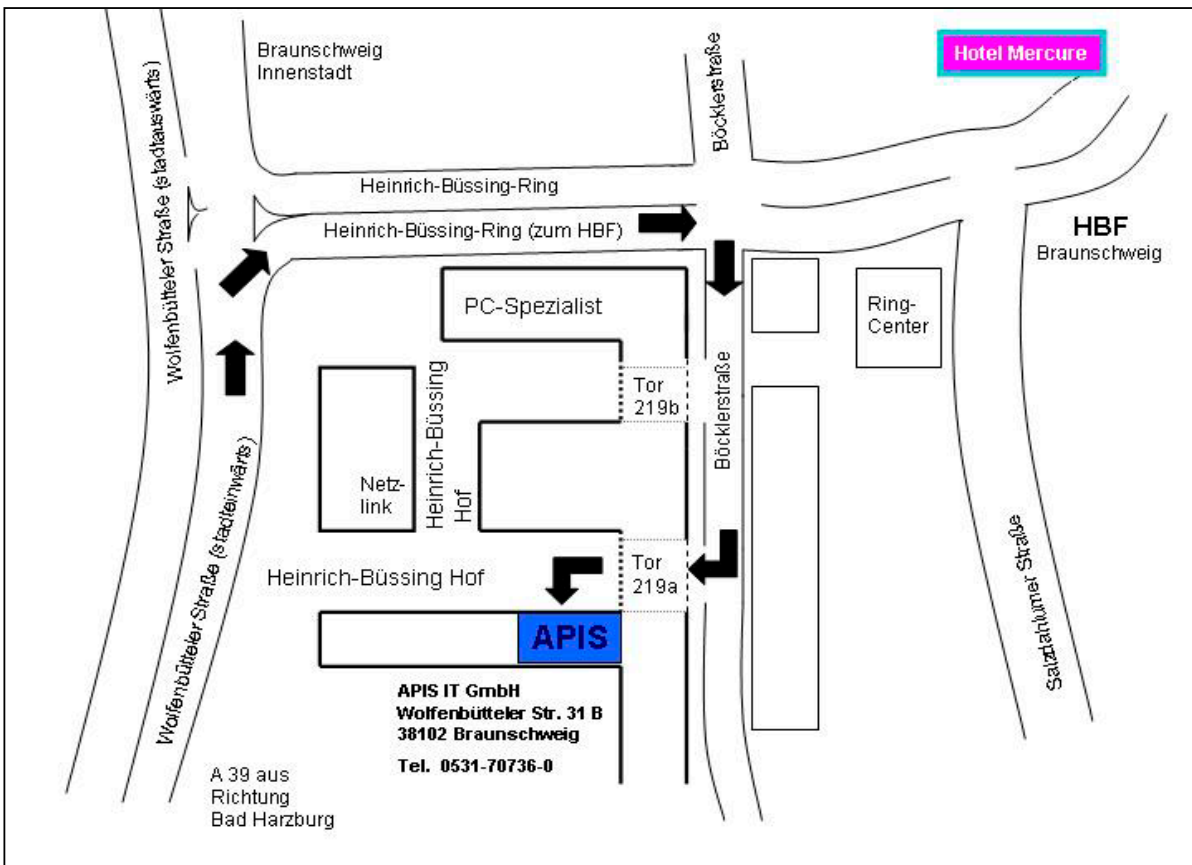 Hotel Mercure
Braunschweig
Innenstadt
Wolfenbütteler Straße (stadtauswärts)
Böcklerstraße
Heinrich-Büssing-Ring
Heinrich-Büssing-Ring (zum HBF)
HBF
Braunschweig
PC-Spezialist
Ring-
Center
Tor
219b
Böcklerstraße
Heinrich-Büssing
Hof
Netz-
link
Wolfenbütteler Straße (stadteinwärts)
Heinrich-Büssing Hof
Tor
219a
Salzdahlumer Straße
APIS
APIS IT GmbH
Wolfenbütteler Str. 31 B
38102 Braunschweig
Tel. 0531-70736-0
A 39 aus
Richtung
Bad Harzburg